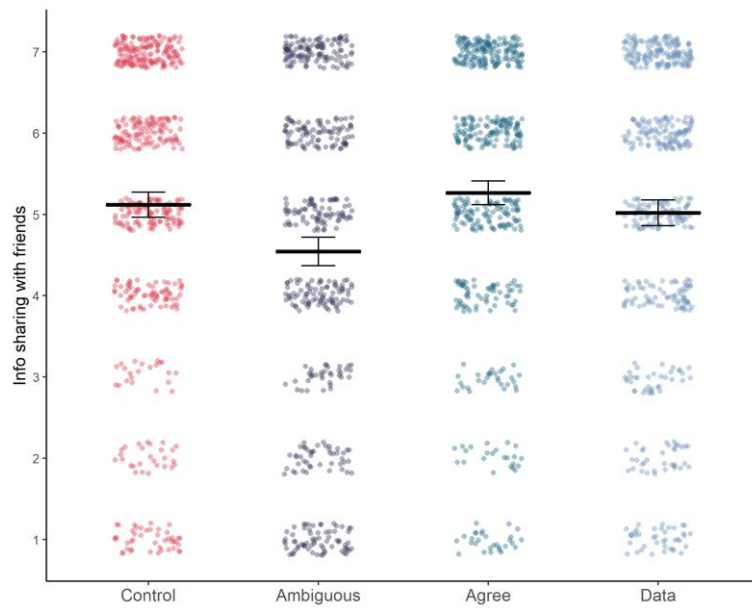 Info sharing with friends
7
6
5
4
3
2
1
Control
Ambiguous
Agree
Data